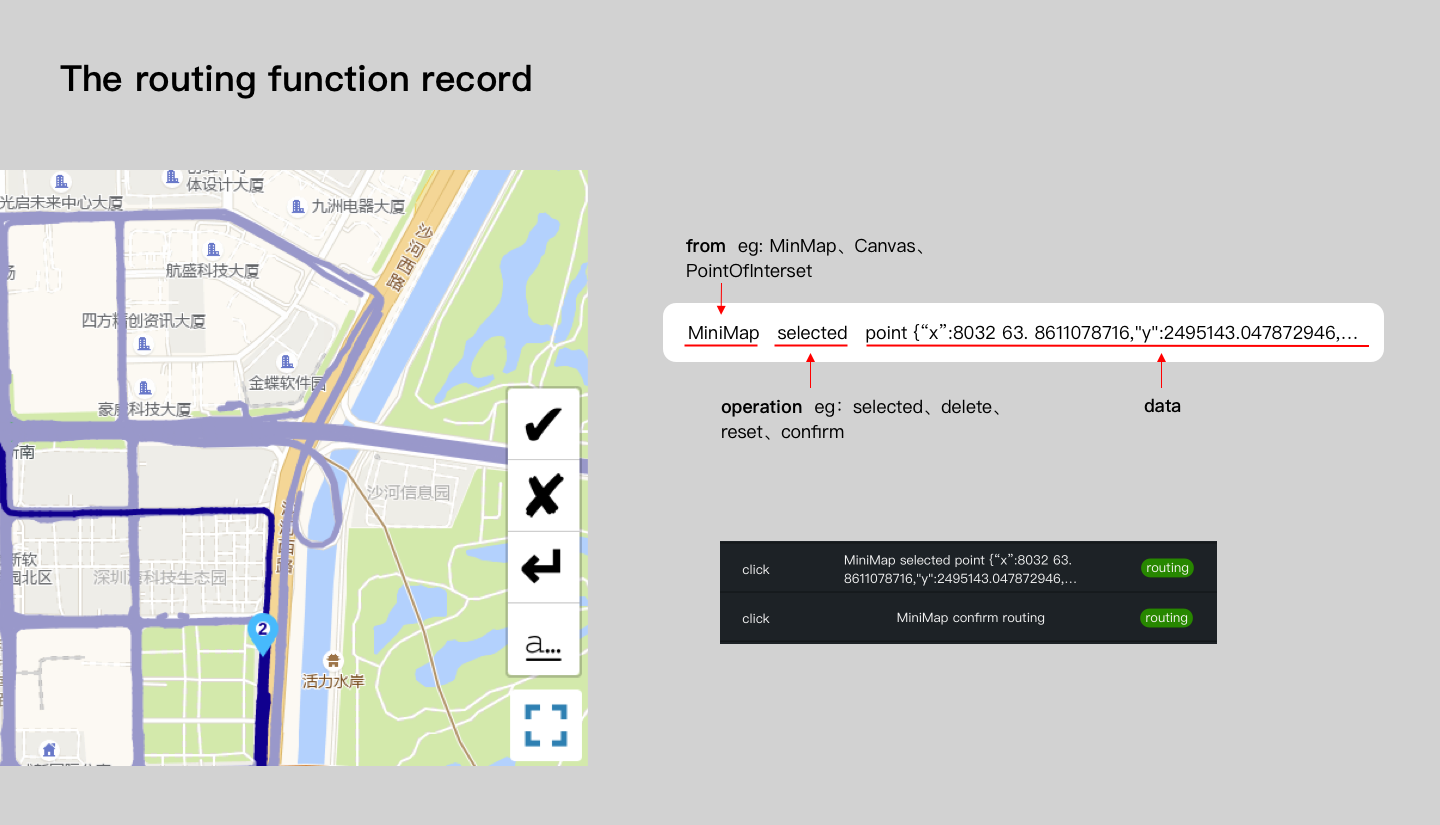 The routing function record
体设计大厦
光启未来中心大厦
九洲电器大厦
沙河西路
航盛科技大厦
四方精创资讯大厦
金蝶软件园
豪威科技大厦
沙河信息园
深圳湾科技生态园
园北区
2
活力水岸
a...
from eg: MinMap、Canvas、
PointOfInterset
MiniMap selected point {“x”:8032 63. 8611078716,"y":2495143.047872946,...
operation eg：selected、delete、
reset、confirm
data
click
MiniMap selected point {“x”:8032 63.
8611078716,"y":2495143.047872946,...
routing
click
MiniMap confirm routing
routing